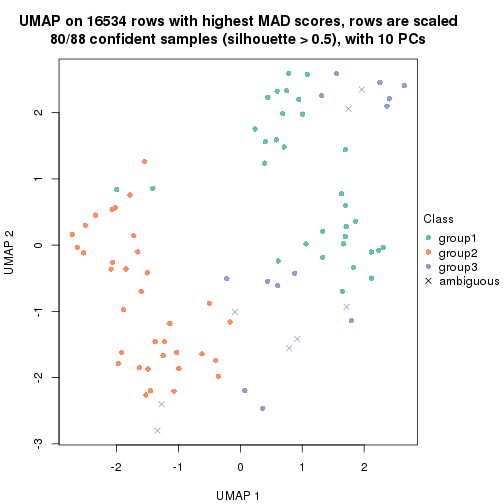 UMAP on 16534 rows with highest MAD scores, rows are scaled
80/88 confident samples (silhouette > 0.5), with 10 PCs
2
1
0
-1
-2
-3
UMAP 2
-2
-1
0
1
2
UMAP 1
Class
group1
group2
group3
ambiguous